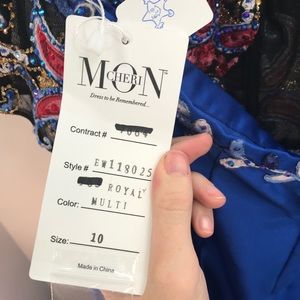 MON
CHERI
Dress to be Remembered...
Contract #
Style # EW118025
ROYAL
Color: MULTI
Size: 10
Made in China